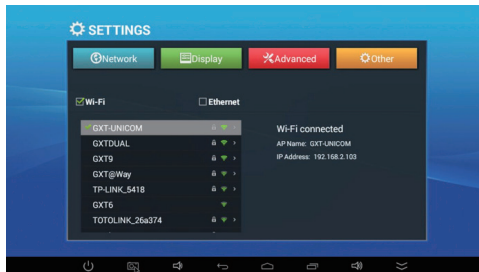 SETTINGS
Network Display Advanced Other
Wi-Fi Ethernet
GXT-UNICOM
GXTDUAL
GXT9
GXT@Way
TP-LINK_5418
GXT6
TOTOLINK_26a374
Wi-Fi connected
AP Name: GXT-UNICOM
IP Address: 192.168.2.103